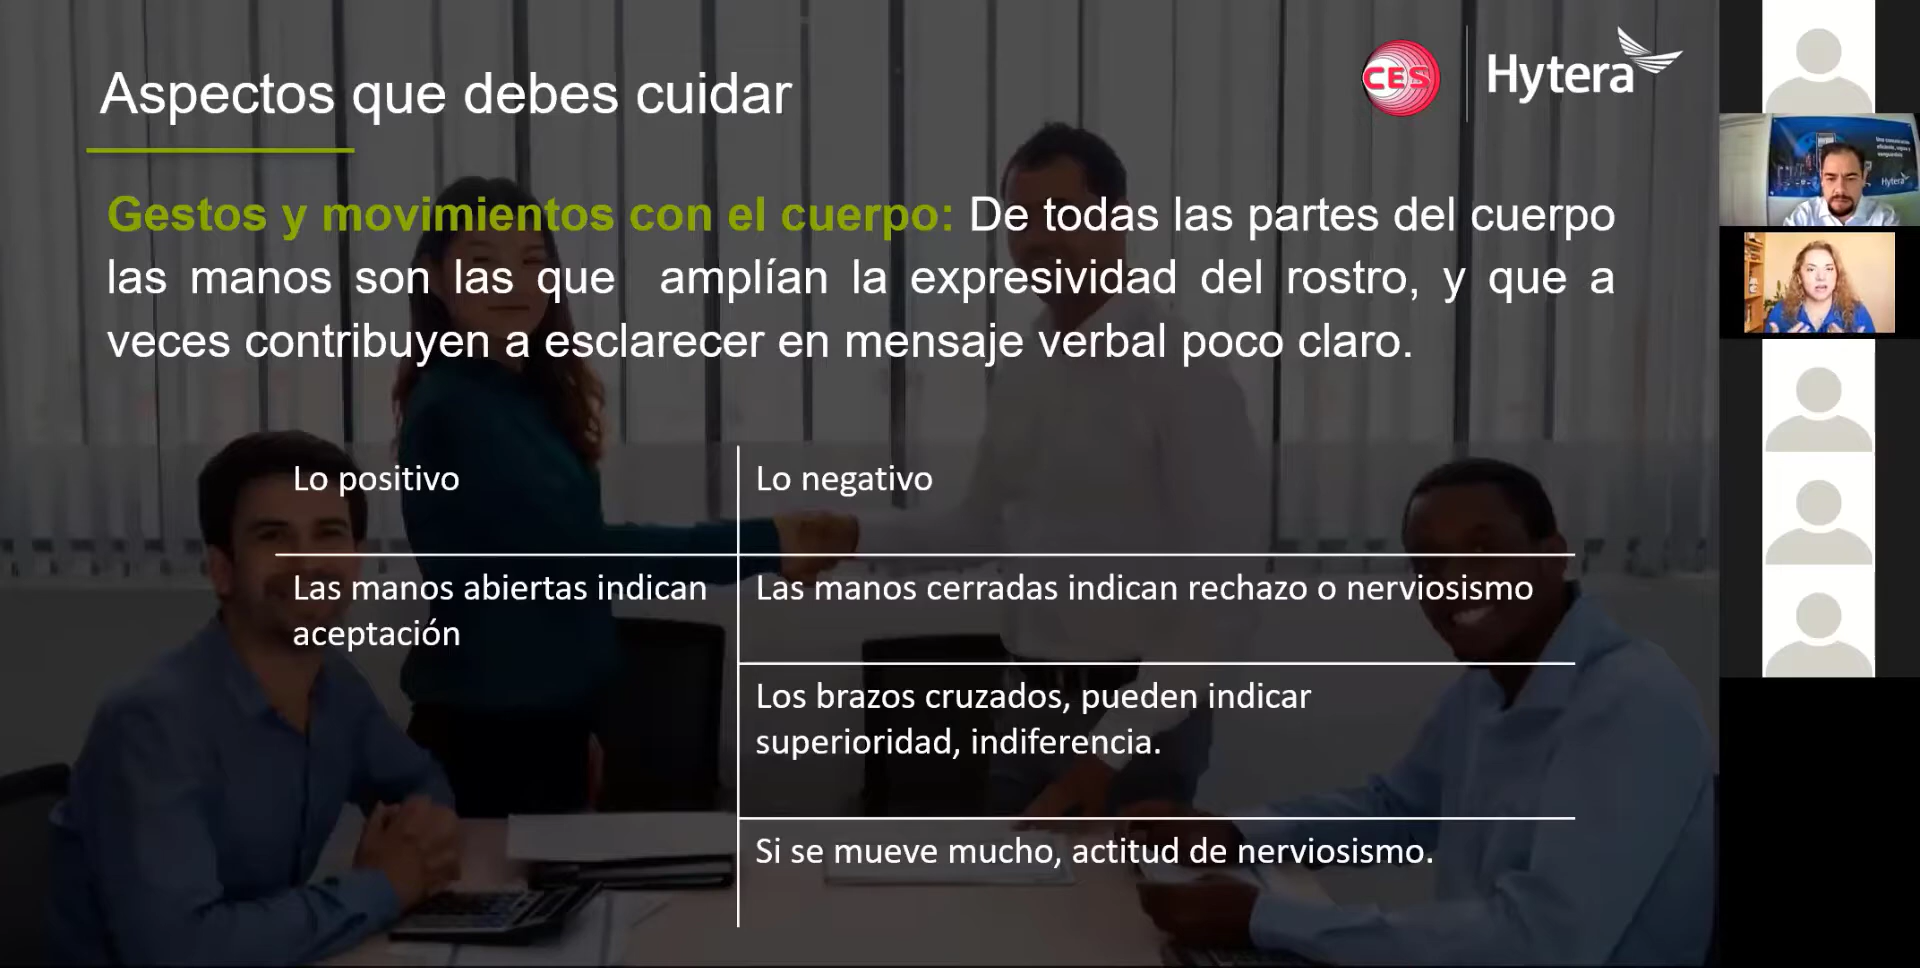 Aspectos que debes cuidar
CES
Hytera
Gestos y movimientos con el cuerpo: De todas las partes del cuerpo
las manos son las que amplían la expresividad del rostro, y que a
veces contribuyen a esclarecer en mensaje verbal poco claro.
Lo positivo
Lo negativo
Las manos abiertas indican
aceptación
Las manos cerradas indican rechazo o nerviosismo
Los brazos cruzados, pueden indicar
superioridad, indiferencia.
Si se mueve mucho, actitud de nerviosismo.
Hytera